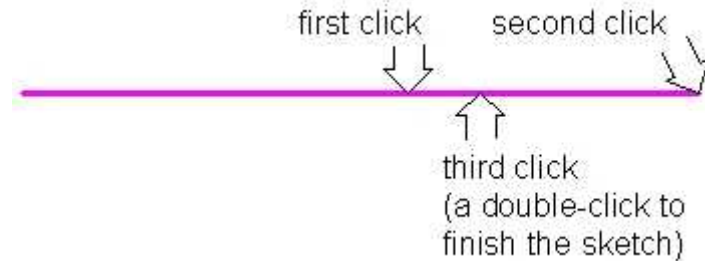 first click
second click
third click
(a double-click to
finish the sketch)